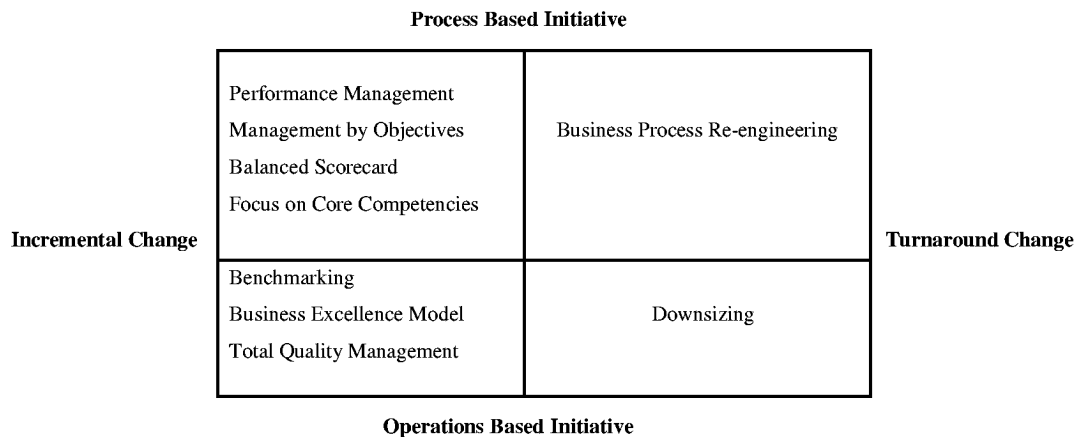 Process Based Initiative
Performance Management
Management by Objectives
Business Process Re-engineering
Balanced Scorecard
Focus on Core Competencies
Incremental Change
Turnaround Change
Benchmarking
Business Excellence Model
Downsizing
Total Quality Management
Operations Based Initiative